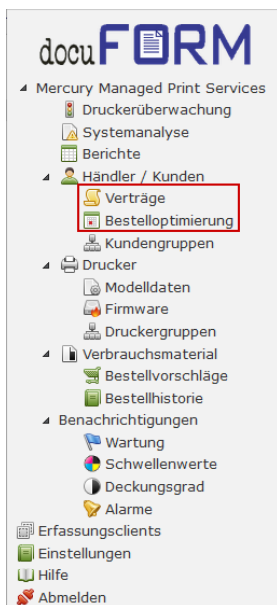 docuFORM
Mercury Managed Print Services
Druckerüberwachung
Systemanalyse
Berichte
Händler / Kunden
Verträge
Bestelloptimierung
Kundengruppen
Drucker
Modelldaten
Firmware
Druckergruppen
Verbrauchsmaterial
Bestellvorschläge
Bestellhistorie
Benachrichtigungen
Wartung
Schwellenwerte
Deckungsgrad
Alarme
Erfassungsclients
Einstellungen
Hilfe
Abmelden